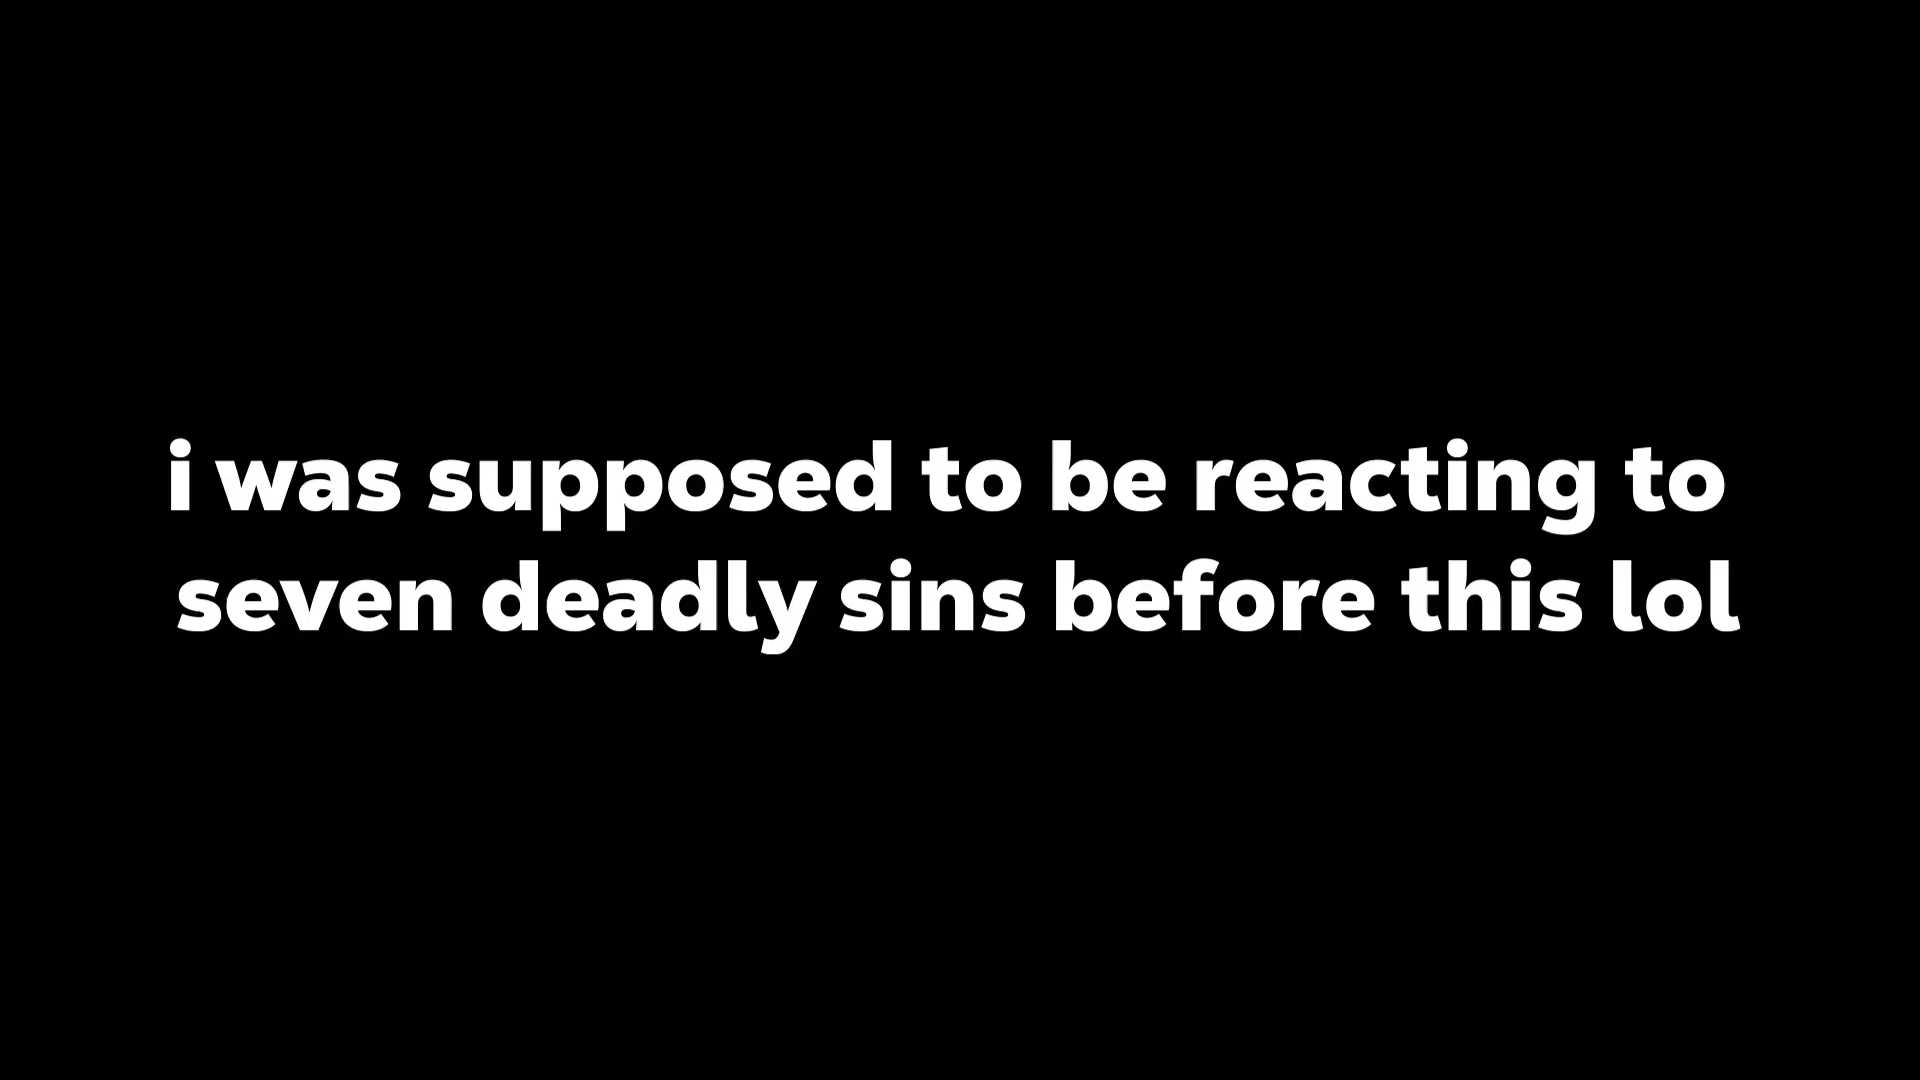 i was supposed to be reacting to
seven deadly sins before this lol